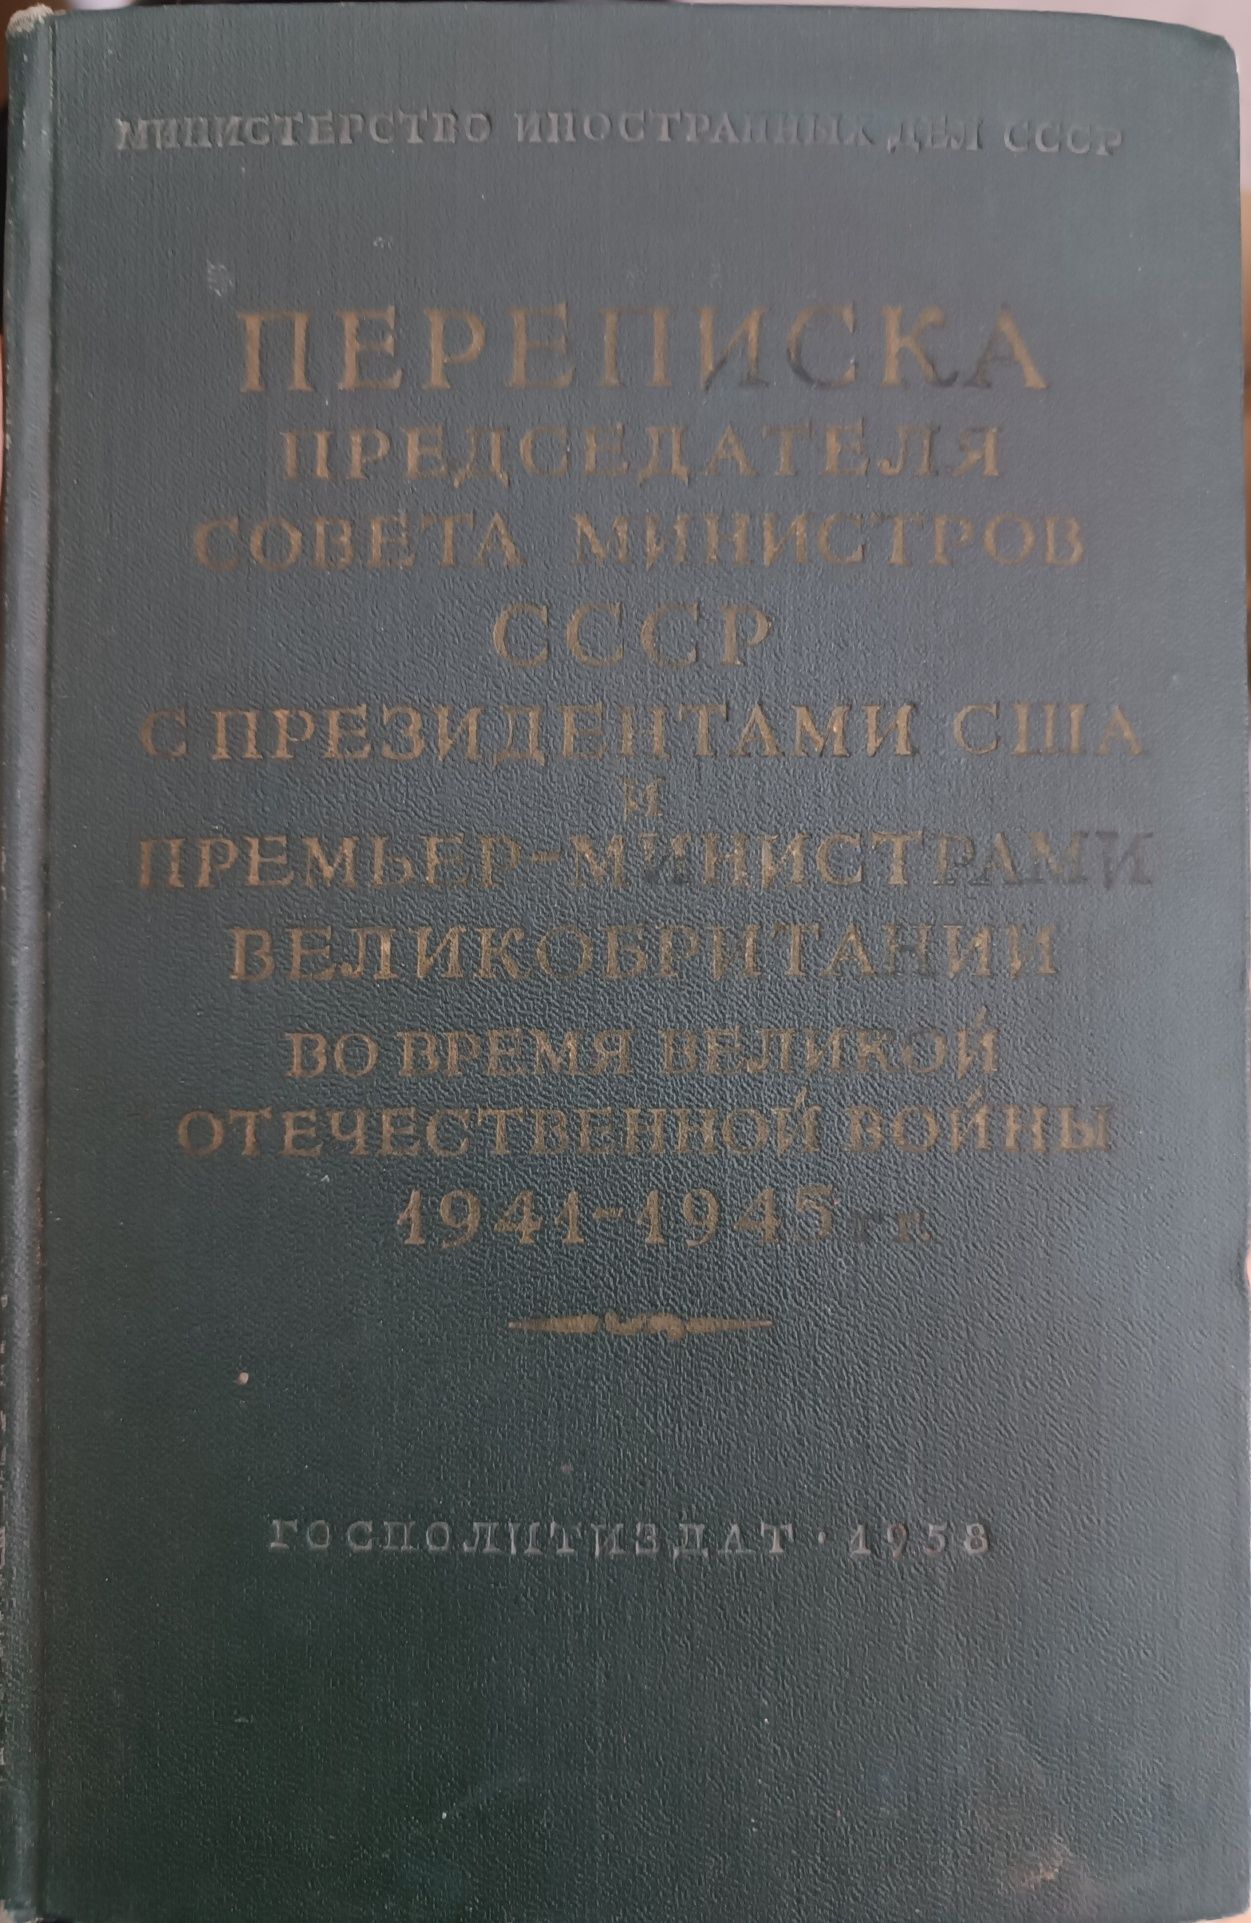 МИНИСТЕРСТВО ИНОСТРАННЫХ ДЕЛ СССР
ПЕРЕПИСКА
ПРЕДСЕДАТЕЛЯ
СОВЕТА МИНИСТРОВ
СССР
С ПРЕЗИДЕНТАМИ США
И
ПРЕМЬЕР-МИНИСТРАМИ
ВЕЛИКОБРИТАНИИ
ВО ВРЕМЯ ВЕЛИКОЙ
ОТЕЧЕСТВЕННОЙ ВОЙНЫ
1941-1945 гг.
ГОСПОЛИТИЗДАТ · 1958